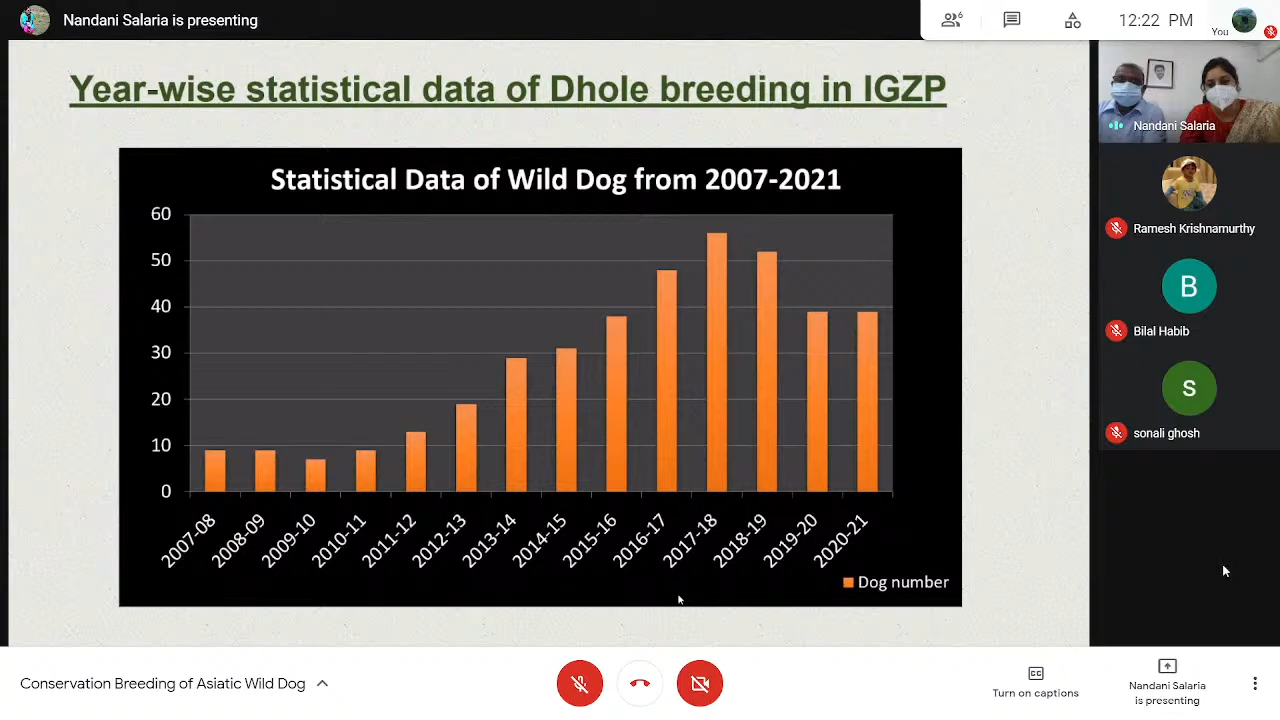 Nandani Salaria is presenting
6
12:22 PM
You
Year-wise statistical data of Dhole breeding in IGZP
Statistical Data of Wild Dog from 2007-2021
60
50
40
30
20
10
0
2007-08
2008-09
2009-10
2010-11
2011-12
2012-13
2013-14
2014-15
2015-16
2016-17
2017-18
2018-19
2019-20
2020-21
Dog number
Nandani Salaria
Ramesh Krishnamurthy
B
Bilal Habib
S
sonali ghosh
Conservation Breeding of Asiatic Wild Dog
CC
Turn on captions
Nandani Salaria
is presenting